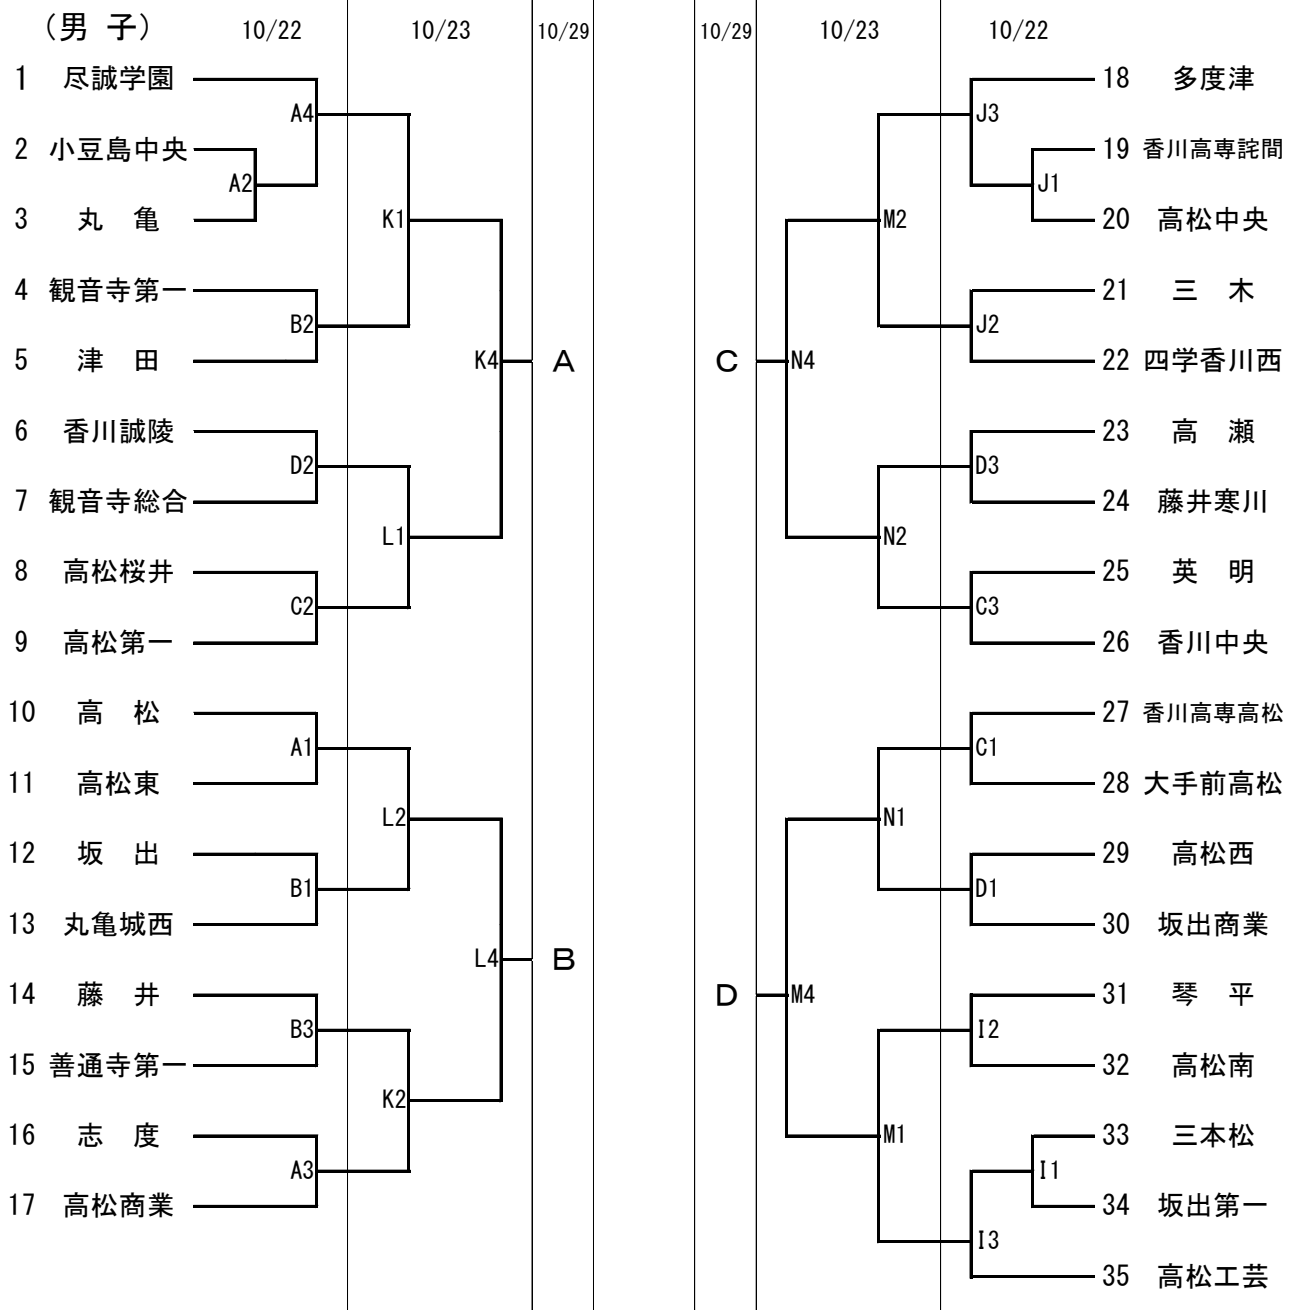 （男 子）
10/22
10/23
10/29
10/29
10/23
10/22
1 尽誠学園
2 小豆島中央
3 丸　亀
4 観音寺第一
5 津　田
6 香川誠陵
7 観音寺総合
8 高松桜井
9 高松第一
10 高　松
11 高松東
12 坂　出
13 丸亀城西
14 藤　井
15 善通寺第一
16 志　度
17 高松商業
A4
A2
B2
D2
C2
A1
B1
B3
A3
K1
L1
L2
K2
K4
L4
A
B
C
D
N4
M4
M2
N2
N1
M1
J3
J1
J2
D3
C3
C1
D1
I2
I1
I3
18 多度津
19 香川高専詫間
20 高松中央
21 三　木
22 四学香川西
23 高　瀬
24 藤井寒川
25 英　明
26 香川中央
27 香川高専高松
28 大手前高松
29 高松西
30 坂出商業
31 琴　平
32 高松南
33 三本松
34 坂出第一
35 高松工芸